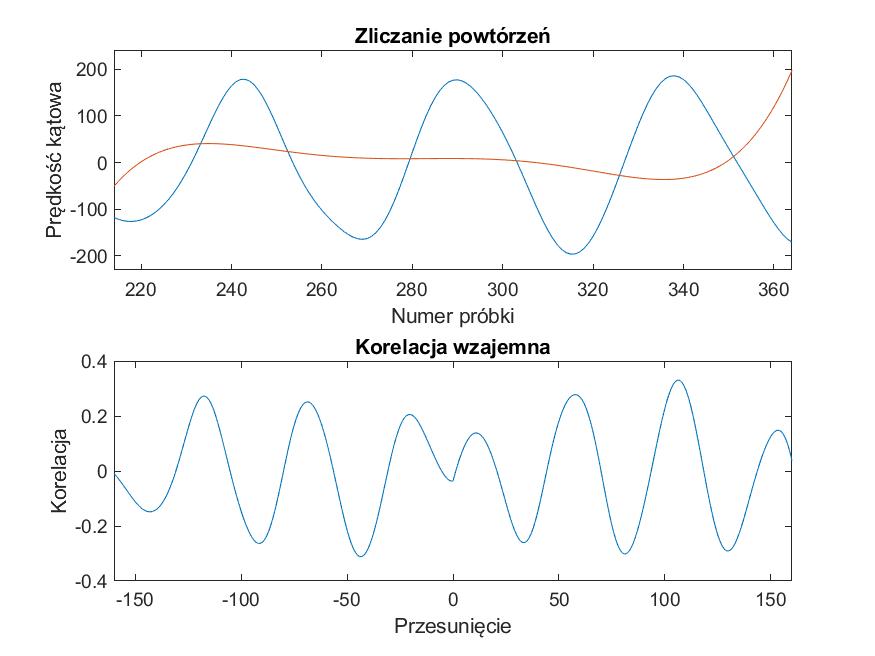 Zliczanie powtórzeń
Prędkość kątowa
200
100
0
-100
-200
220 240 260 280 300 320 340 360
Numer próbki
Korelacja wzajemna
Korelacja
0.4
0.2
0
-0.2
-0.4
-150 -100 -50 0 50 100 150
Przesunięcie